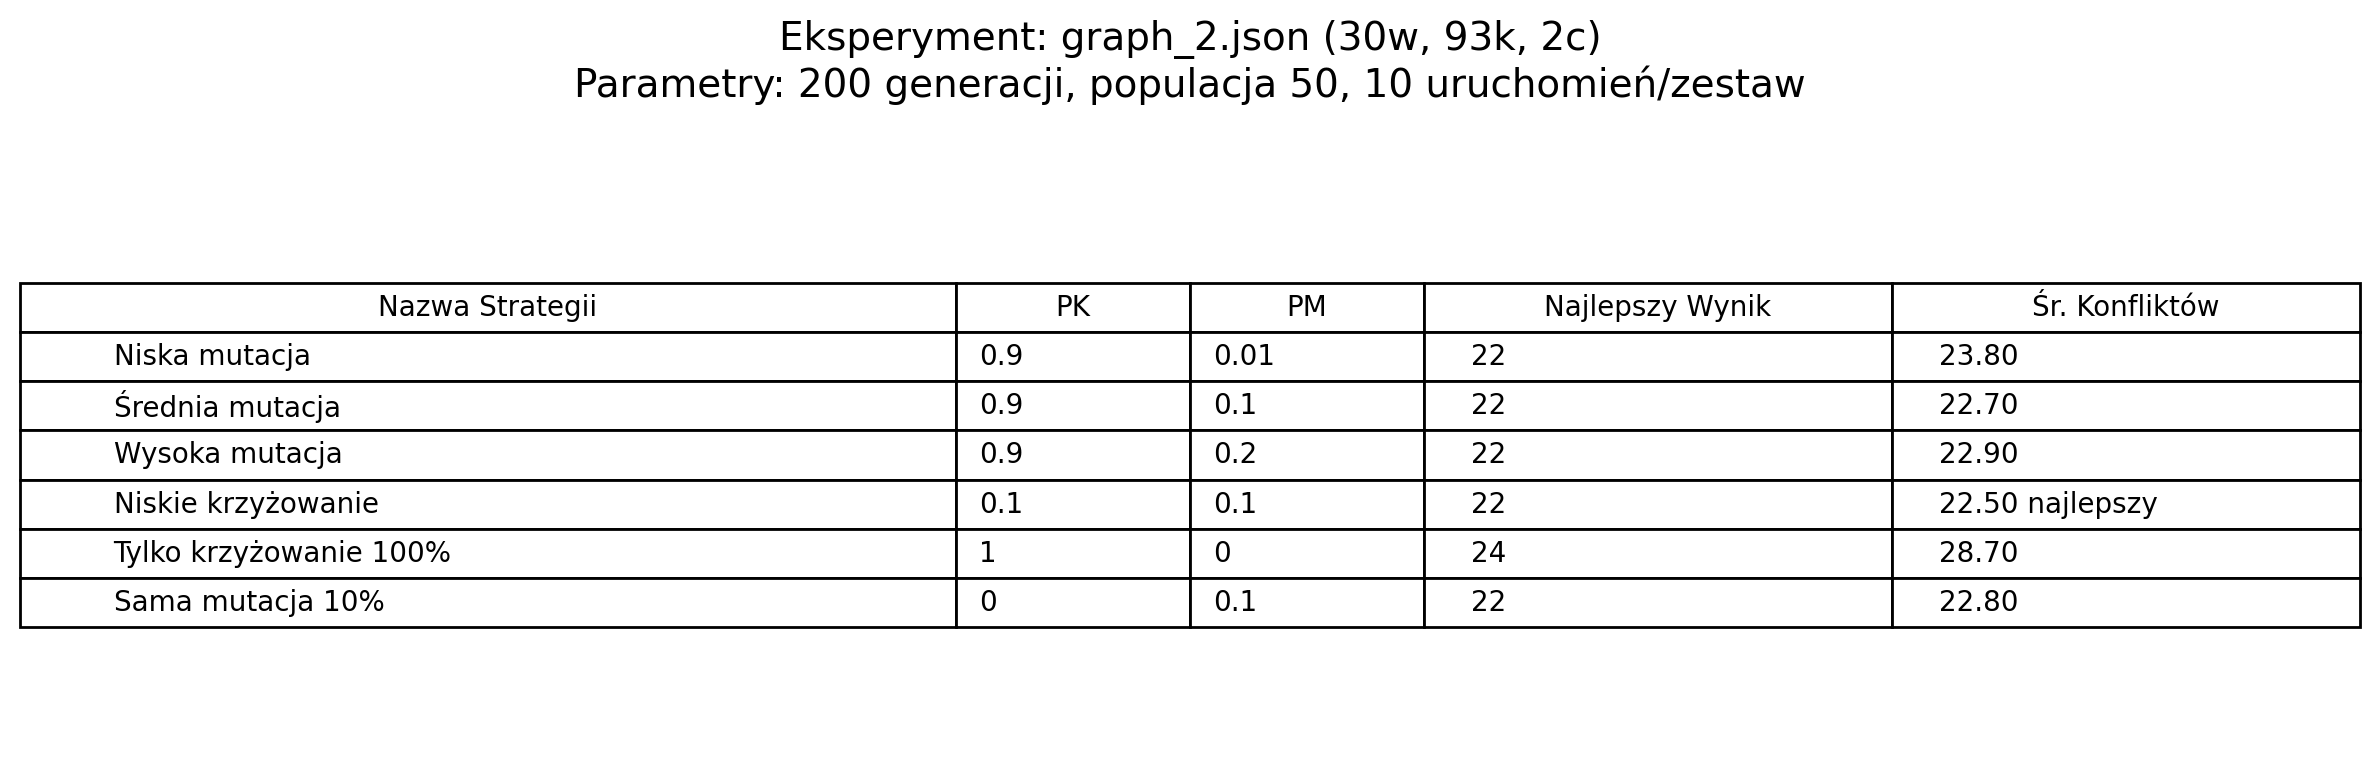 Eksperyment: graph_2.json (30w, 93k, 2c)
Parametry: 200 generacji, populacja 50, 10 uruchomień/zestaw
Nazwa Strategii PK PM Najlepszy Wynik Śr. Konfliktów
Niska mutacja 0.9 0.01 22 23.80
Średnia mutacja 0.9 0.1 22 22.70
Wysoka mutacja 0.9 0.2 22 22.90
Niskie krzyżowanie 0.1 0.1 22 22.50 najlepszy
Tylko krzyżowanie 100% 1 0 24 28.70
Sama mutacja 10% 0 0.1 22 22.80